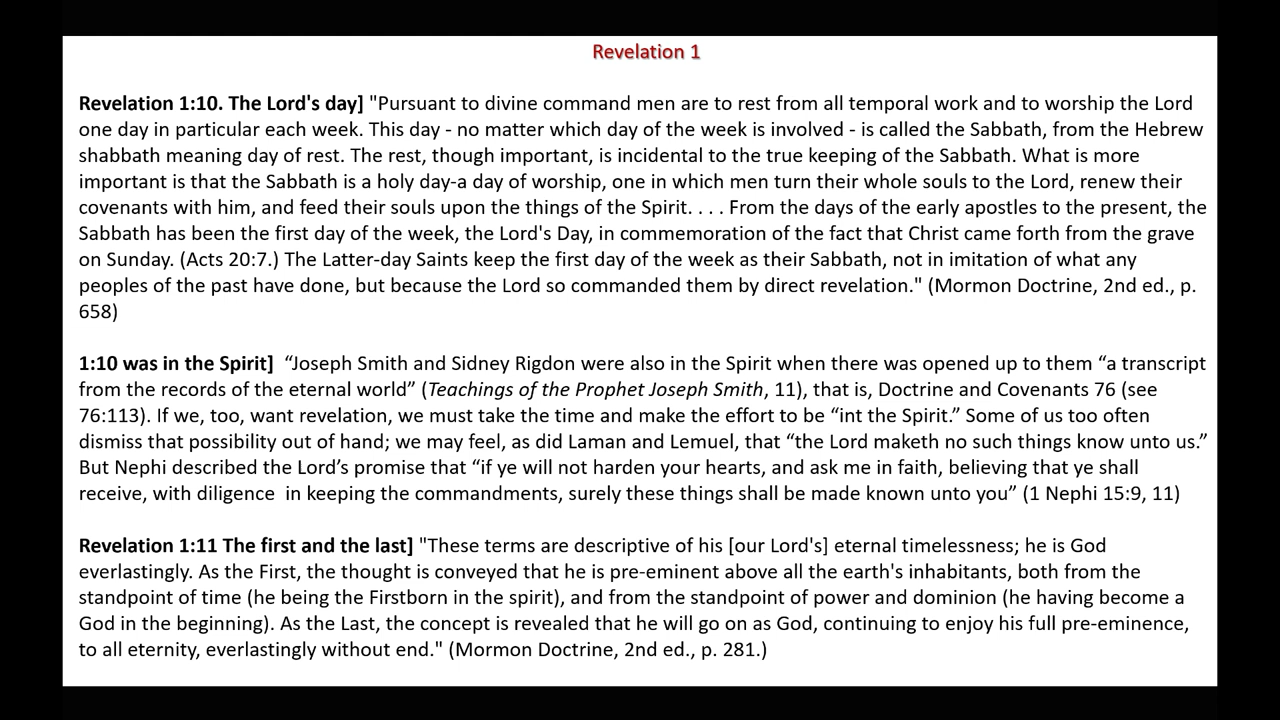 Revelation 1
Revelation 1:10. The Lord's day] "Pursuant to divine command men are to rest from all temporal work and to worship the Lord
one day in particular each week. This day - no matter which day of the week is involved - is called the Sabbath, from the Hebrew
shabbath meaning day of rest. The rest, though important, is incidental to the true keeping of the Sabbath. What is more
important is that the Sabbath is a holy day-a day of worship, one in which men turn their whole souls to the Lord, renew their
covenants with him, and feed their souls upon the things of the Spirit. . . . From the days of the early apostles to the present, the
Sabbath has been the first day of the week, the Lord's Day, in commemoration of the fact that Christ came forth from the grave
on Sunday. (Acts 20:7.) The Latter-day Saints keep the first day of the week as their Sabbath, not in imitation of what any
peoples of the past have done, but because the Lord so commanded them by direct revelation." (Mormon Doctrine, 2nd ed., p.
658)
1:10 was in the Spirit]  “Joseph Smith and Sidney Rigdon were also in the Spirit when there was opened up to them “a transcript
from the records of the eternal world” (Teachings of the Prophet Joseph Smith, 11), that is, Doctrine and Covenants 76 (see
76:113). If we, too, want revelation, we must take the time and make the effort to be “int the Spirit.” Some of us too often
dismiss that possibility out of hand; we may feel, as did Laman and Lemuel, that “the Lord maketh no such things know unto us.”
But Nephi described the Lord’s promise that “if ye will not harden your hearts, and ask me in faith, believing that ye shall
receive, with diligence  in keeping the commandments, surely these things shall be made known unto you” (1 Nephi 15:9, 11)
Revelation 1:11 The first and the last] "These terms are descriptive of his [our Lord's] eternal timelessness; he is God
everlastingly. As the First, the thought is conveyed that he is pre-eminent above all the earth's inhabitants, both from the
standpoint of time (he being the Firstborn in the spirit), and from the standpoint of power and dominion (he having become a
God in the beginning). As the Last, the concept is revealed that he will go on as God, continuing to enjoy his full pre-eminence,
to all eternity, everlastingly without end." (Mormon Doctrine, 2nd ed., p. 281.)